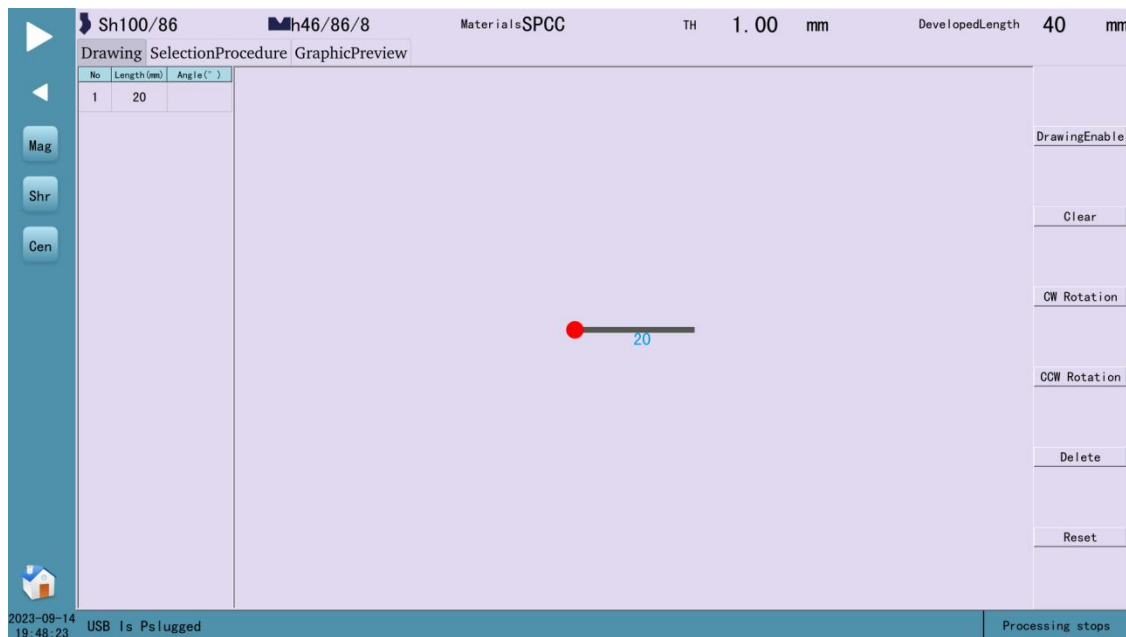 Sh100/86 h46/86/8 MaterialsSPCC TH 1.00 mm DevelopedLength 40 mm
Drawing SelectionProcedure GraphicPreview
No Length(mm) Angle(°)
1 20
Mag
Shr
Cen
20
DrawingEnable
Clear
CW Rotation
CCW Rotation
Delete
Reset
2023-09-14
19:48:23
USB Is Pslugged
Processing stops